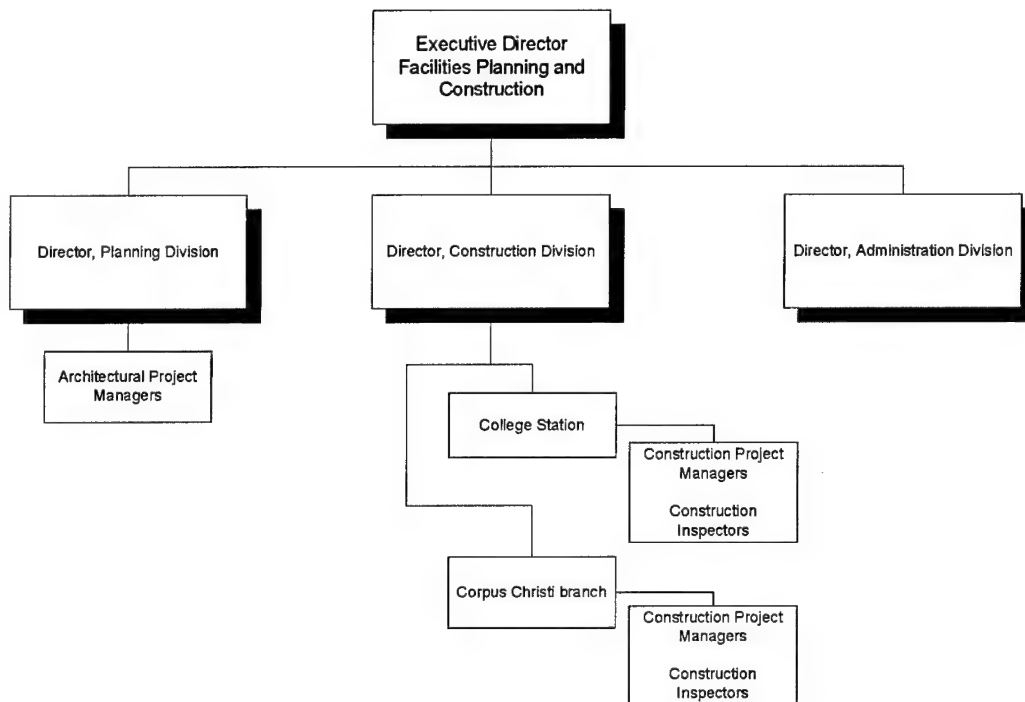 Executive Director
Facilities Planning and
Construction
Director, Planning Division
Director, Construction Division
Director, Administration Division
Architectural Project
Managers
College Station
Construction Project
Managers
Construction
Inspectors
Corpus Christi branch
Construction Project
Managers
Construction
Inspectors